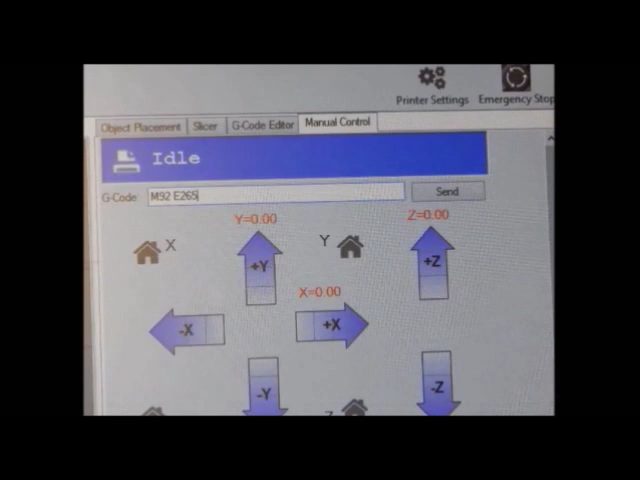 Printer Settings Emergency Stop
Object Placement Slicer G-Code Editor Manual Control
Idle
G-Code: M92 E265 Send
Y=0.00 Z=0.00
X +Y Y +Z
X=0.00
-X +X
-Y -Z
Z